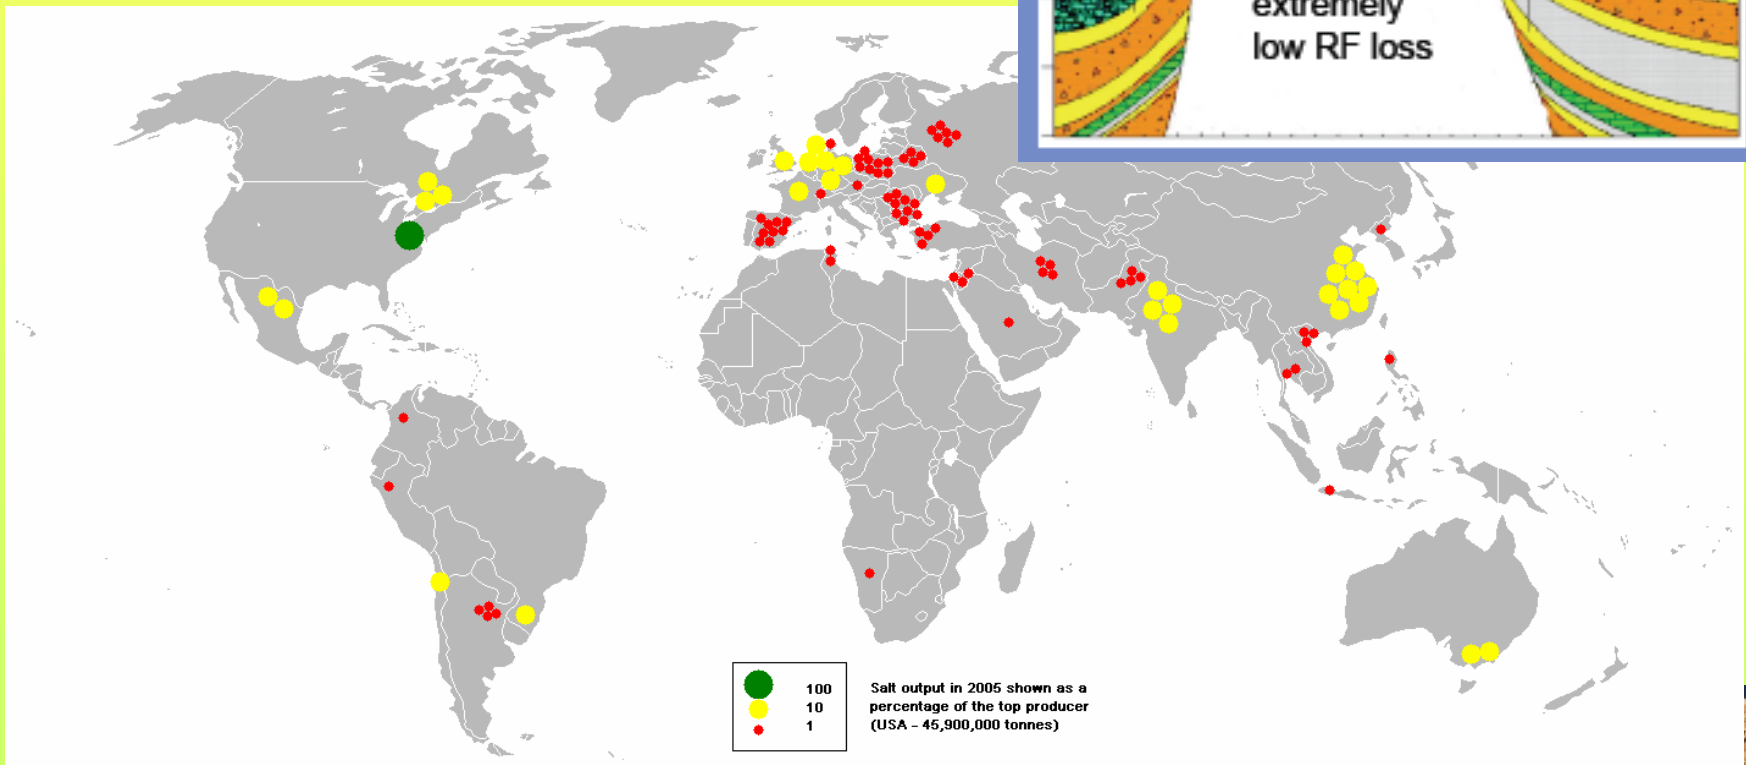 extremely
low RF loss
100
10
1
Salt output in 2005 shown as a
percentage of the top producer
(USA - 45,900,000 tonnes)